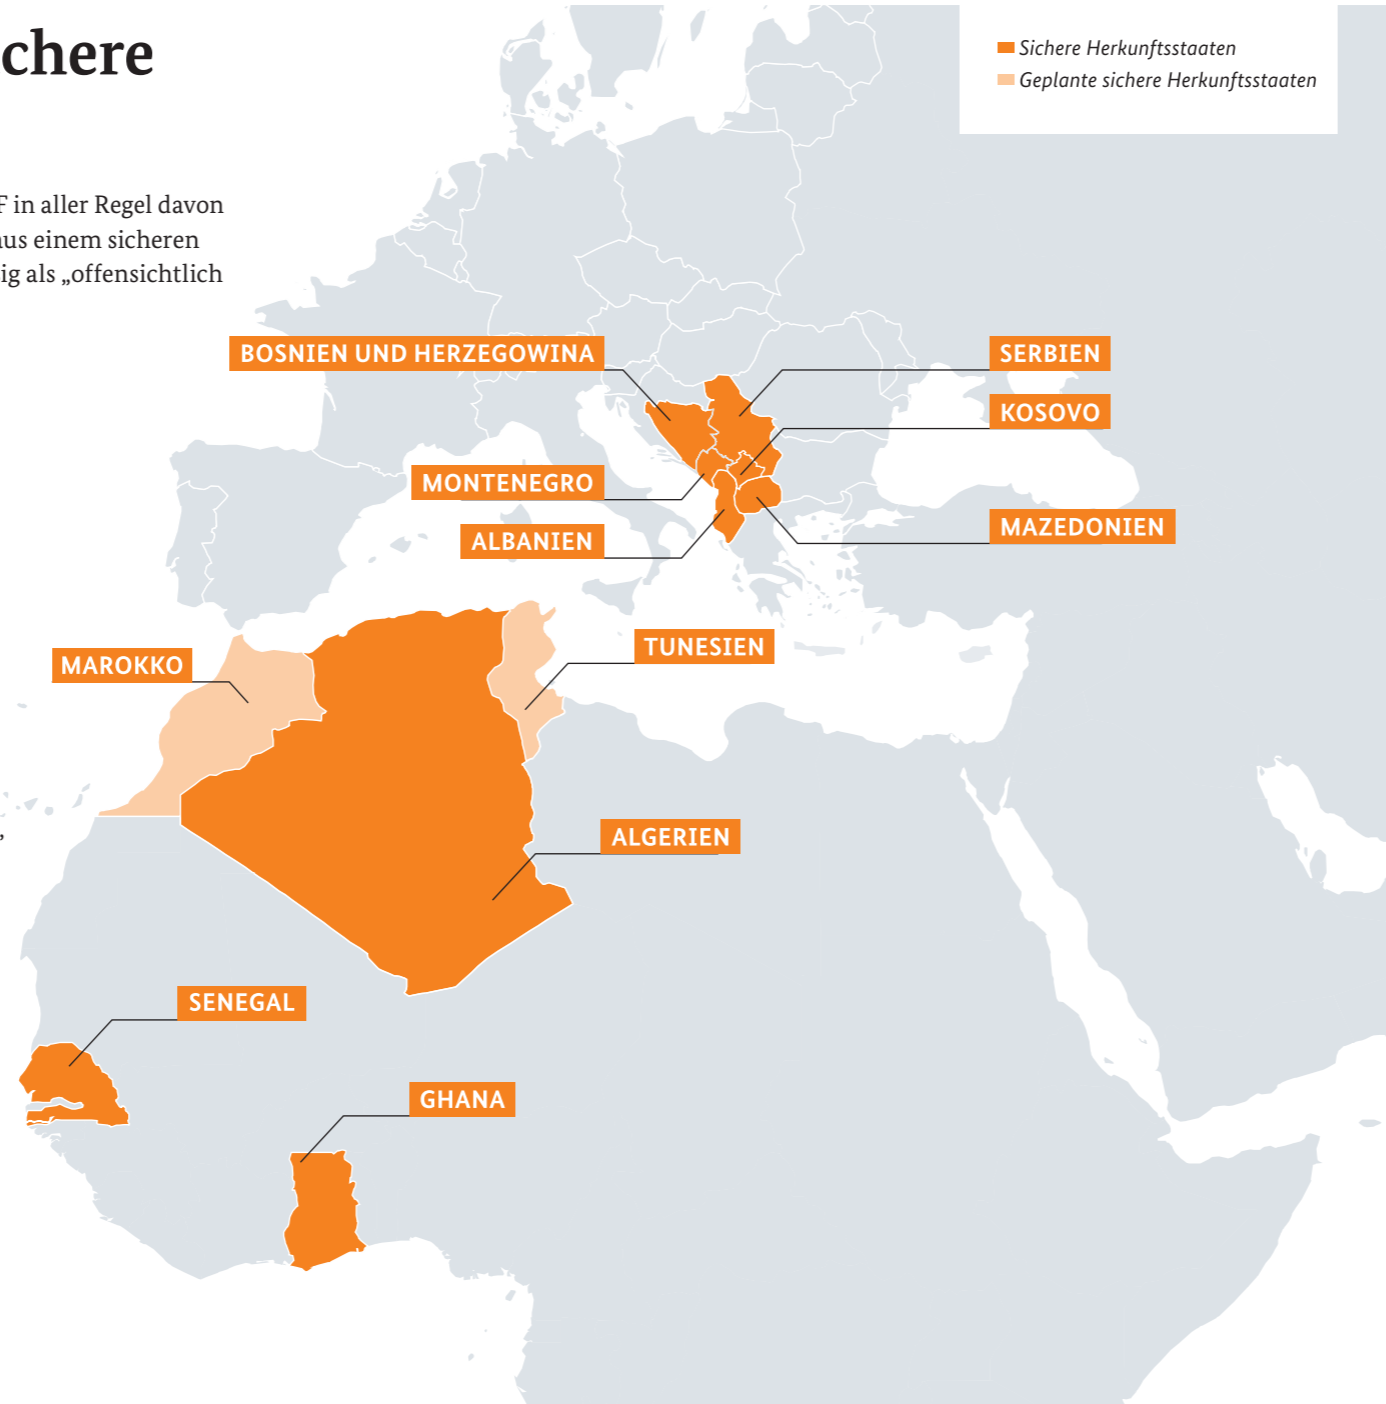 chere
F in aller Regel davon
aus einem sicheren
ig als „offensichtlich
Sichere Herkunftsstaaten
Geplante sichere Herkunftsstaaten
BOSNIEN UND HERZEGOWINA
SERBIEN
KOSOVO
MONTENEGRO
MAZEDONIEN
ALBANIEN
TUNESIEN
MAROKKO
ALGERIEN
SENEGAL
GHANA